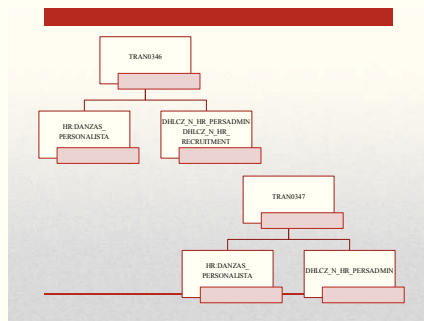 TRAN0346
HR:DANZAS_
PERSONALISTA
DHLCZ_N_HR_PERSADMIN
DHLCZ_N_HR_
RECRUITMENT
TRAN0347
HR:DANZAS_
PERSONALISTA
DHLCZ_N_HR_PERSADMIN